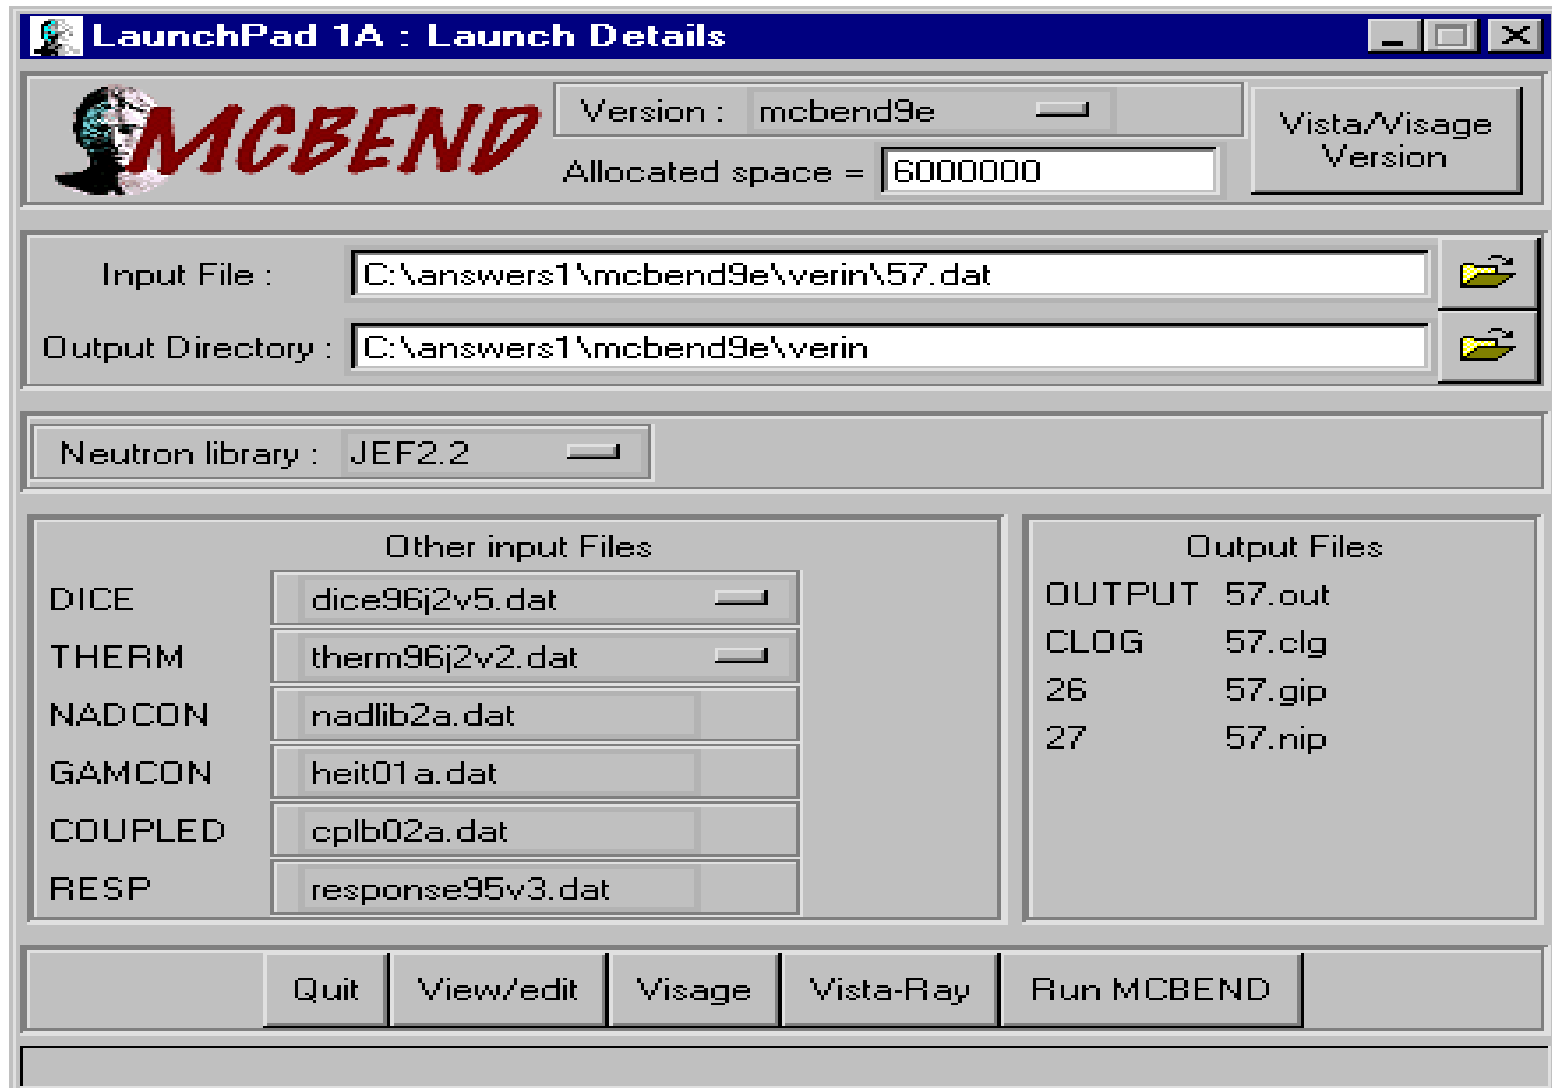 LaunchPad 1A : Launch Details
MCBEND
Version : mcbend9e
Allocated space = 6000000
Vista/Visage
Version
Input File : C:\answers1\mcbend9e\verin\57.dat
Output Directory : C:\answers1\mcbend9e\verin
Neutron library : JEF2.2
Other input Files
DICE dice96j2v5.dat
THERM therm96j2v2.dat
NADCON nadlib2a.dat
GAMCON heit01a.dat
COUPLED cplb02a.dat
RESP response95v3.dat
Output Files
OUTPUT 57.out
CLOG 57.clg
26 57.gip
27 57.nip
Quit View/edit Visage Vista-Ray Run MCBEND